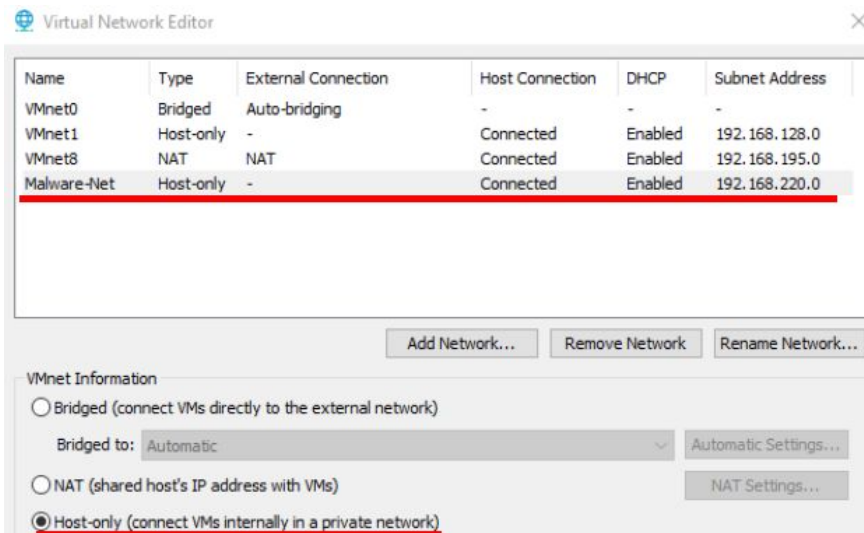 Virtual Network Editor
Name Type External Connection Host Connection DHCP Subnet Address
VMnet0 Bridged Auto-bridging - - -
VMnet1 Host-only - Connected Enabled 192.168.128.0
VMnet8 NAT NAT Connected Enabled 192.168.195.0
Malware-Net Host-only - Connected Enabled 192.168.220.0
Add Network... Remove Network Rename Network...
VMnet Information
Bridged (connect VMs directly to the external network)
Bridged to: Automatic Automatic Settings...
NAT (shared host's IP address with VMs) NAT Settings...
Host-only (connect VMs internally in a private network)